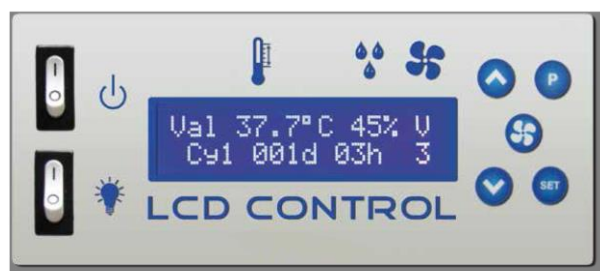 Val 37.7°C 45% V
Cy1 001d 03h 3
P
SET
LCD CONTROL